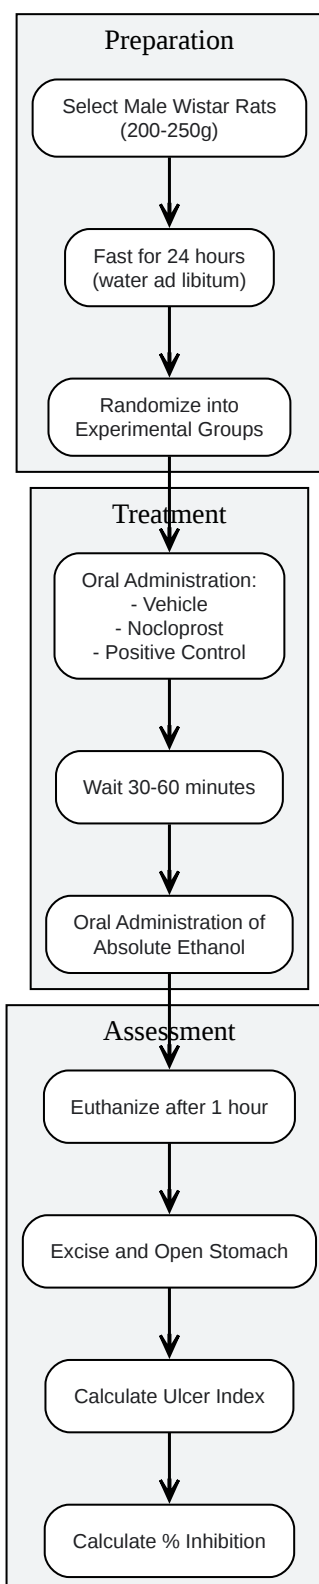 Preparation
Select Male Wistar Rats
(200-250g)
Fast for 24 hours
(water ad libitum)
Randomize into
Experimental Groups
Treatment
Oral Administration:
- Vehicle
- Nocloprost
- Positive Control
Wait 30-60 minutes
Oral Administration of
Absolute Ethanol
Assessment
Euthanize after 1 hour
Excise and Open Stomach
Calculate Ulcer Index
Calculate % Inhibition